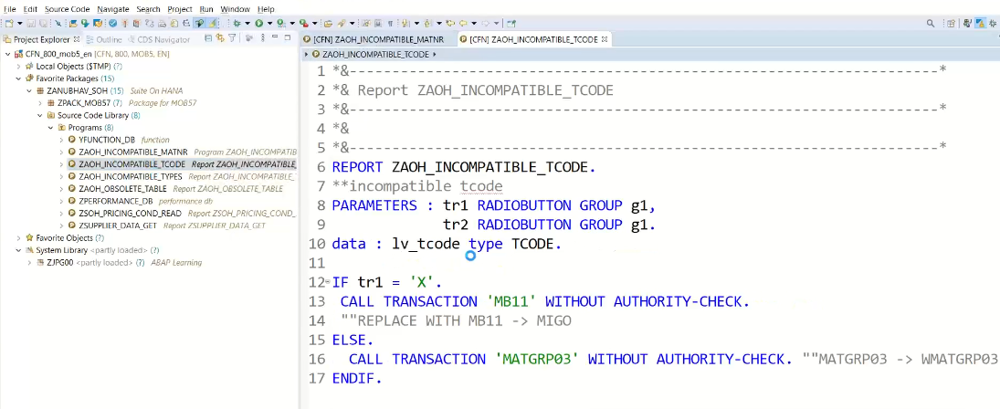 File Edit Source Code Navigate Search Project Run Window Help
Project Explorer Outline CDS Navigator
CFN_800_mob5_en [CFN, 800, MOB5, EN]
Local Objects ($TMP) (?)
Favorite Packages (15)
ZANUBHAV_SOH (15) Suite On HANA
ZPACK_MOB57 (?) Package for MOB57
Source Code Library (8)
Programs (8)
YFUNCTION_DB function
ZAOH_INCOMPATIBLE_MATNR Program ZAOH_INCOMPATIB
ZAOH_INCOMPATIBLE_TCODE Report ZAOH_INCOMPATIBLE_
ZAOH_INCOMPATIBLE_TYPES Report ZAOH_INCOMPATIBLE_
ZAOH_OBSOLETE_TABLE Report ZAOH_OBSOLETE_TABLE
ZPERFORMANCE_DB performance db
ZSOH_PRICING_COND_READ Report ZSOH_PRICING_COND_
ZSUPPLIER_DATA_GET Report ZSUPPLIER_DATA_GET
Favorite Objects (?)
System Library <partly loaded> (?)
ZJPG00 <partly loaded> (?) ABAP Learning
[CFN] ZAOH_INCOMPATIBLE_MATNR [CFN] ZAOH_INCOMPATIBLE_TCODE
ZAOH_INCOMPATIBLE_TCODE
1 *&---------------------------------------------------------------------*
2 *& Report ZAOH_INCOMPATIBLE_TCODE
3 *&---------------------------------------------------------------------*
4 *&
5 *&---------------------------------------------------------------------*
6 REPORT ZAOH_INCOMPATIBLE_TCODE.
7 **incompatible tcode
8 PARAMETERS : tr1 RADIOBUTTON GROUP g1,
9 tr2 RADIOBUTTON GROUP g1.
10 data : lv_tcode type TCODE.
11
12 IF tr1 = 'X'.
13 CALL TRANSACTION 'MB11' WITHOUT AUTHORITY-CHECK.
14 ""REPLACE WITH MB11 -> MIGO
15 ELSE.
16 CALL TRANSACTION 'MATGRP03' WITHOUT AUTHORITY-CHECK. ""MATGRP03 -> WMATGRP03
17 ENDIF.